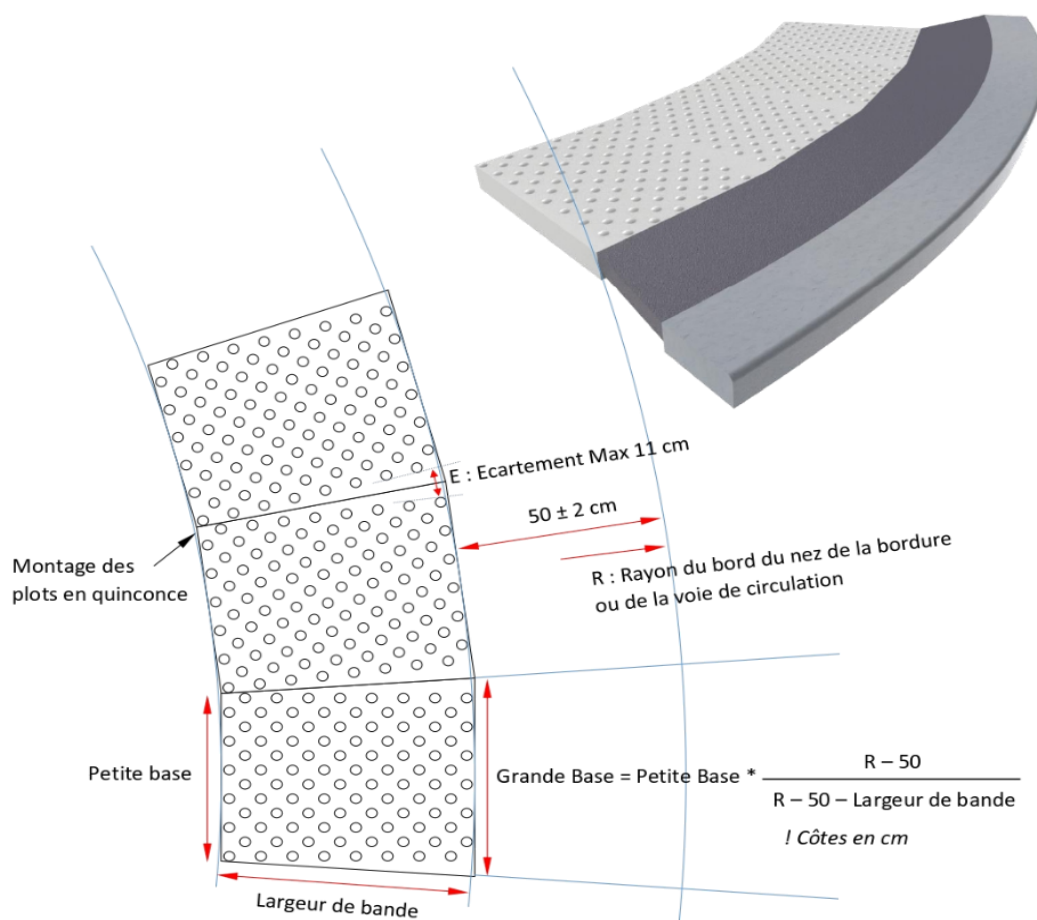 E : Ecartement Max 11 cm
50 ± 2 cm
R : Rayon du bord du nez de la bordure
ou de la voie de circulation
Montage des
plots en quinconce
Petite base
Grande Base = Petite Base *
R – 50
R – 50 – Largeur de bande
! Côtes en cm
Largeur de bande